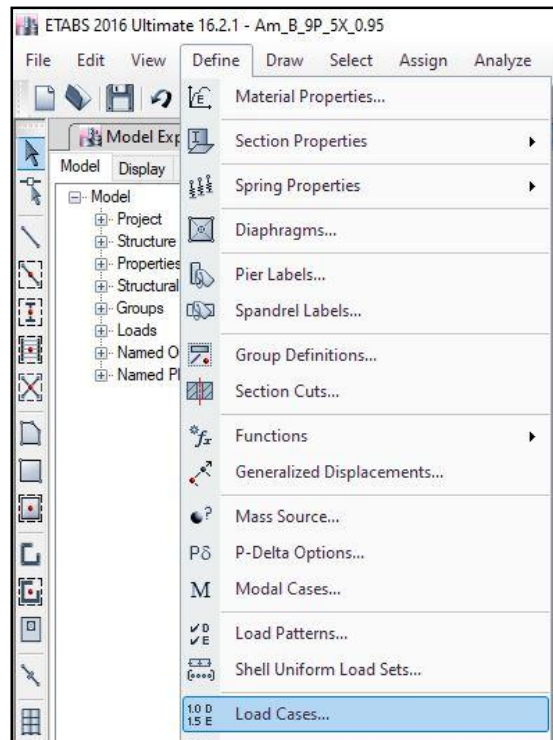 ETABS 2016 Ultimate 16.2.1 - Am_B_9P_5X_0.95
File Edit View Define Draw Select Assign Analyze
Model Exp
Model Display
Model
Project
Structure
Properties
Structural
Groups
Loads
Named O
Named Pl
E
Material Properties...
Section Properties
Spring Properties
Diaphragms...
Pier Labels...
Spandrel Labels...
Group Definitions...
Section Cuts...
fx Functions
Generalized Displacements...
? Mass Source...
Pδ P-Delta Options...
M Modal Cases...
D E Load Patterns...
Shell Uniform Load Sets...
1.0 D 1.5 E Load Cases...